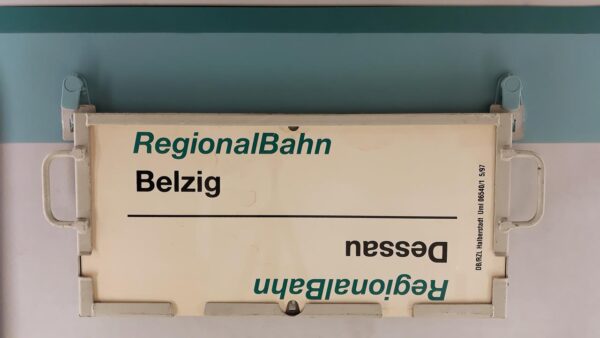 RegionalBahn
Belzig
Dessau
RegionalBahn
DB/RZL Halberstadt Uml 06540/1 5/97